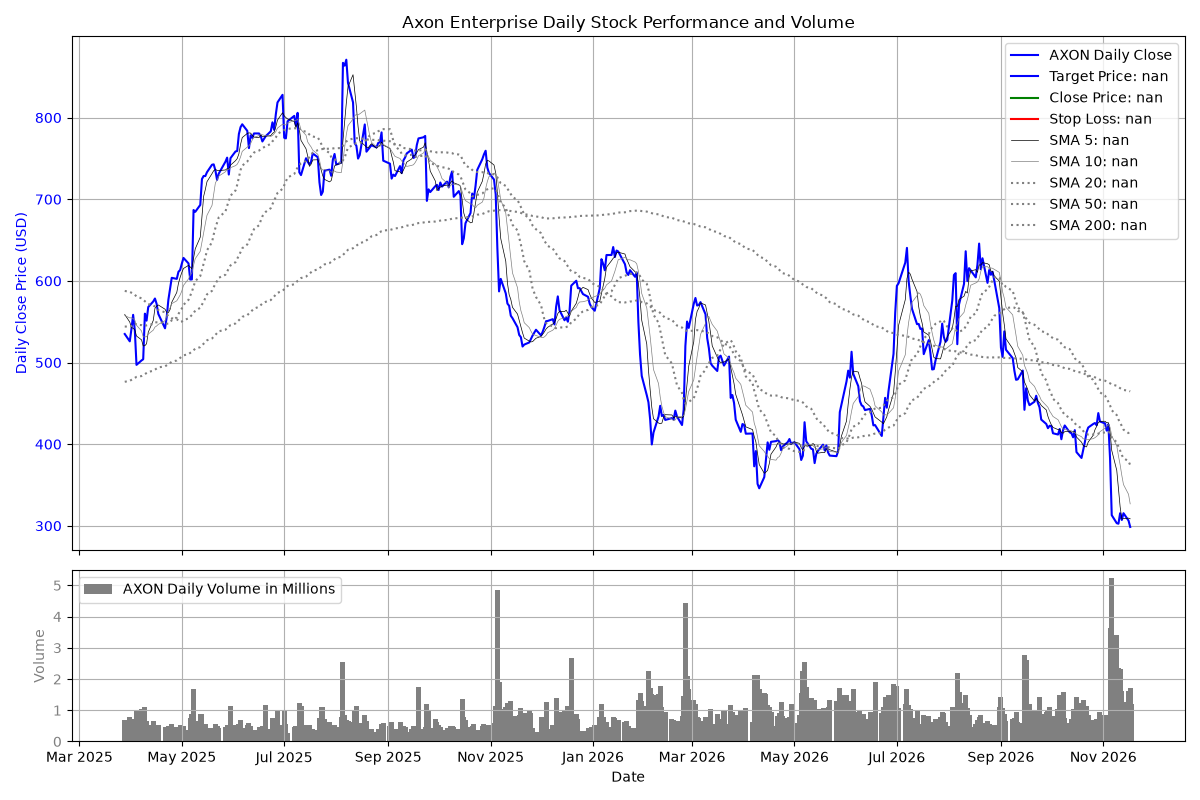 Axon Enterprise Daily Stock Performance and Volume
Daily Close Price (USD)
800
700
600
500
400
300
AXON Daily Close
Target Price: nan
Close Price: nan
Stop Loss: nan
SMA 5: nan
SMA 10: nan
SMA 20: nan
SMA 50: nan
SMA 200: nan
Volume
5
4
3
2
1
0
AXON Daily Volume in Millions
Mar 2025 May 2025 Jul 2025 Sep 2025 Nov 2025 Jan 2026 Mar 2026 May 2026 Jul 2026 Sep 2026 Nov 2026
Date